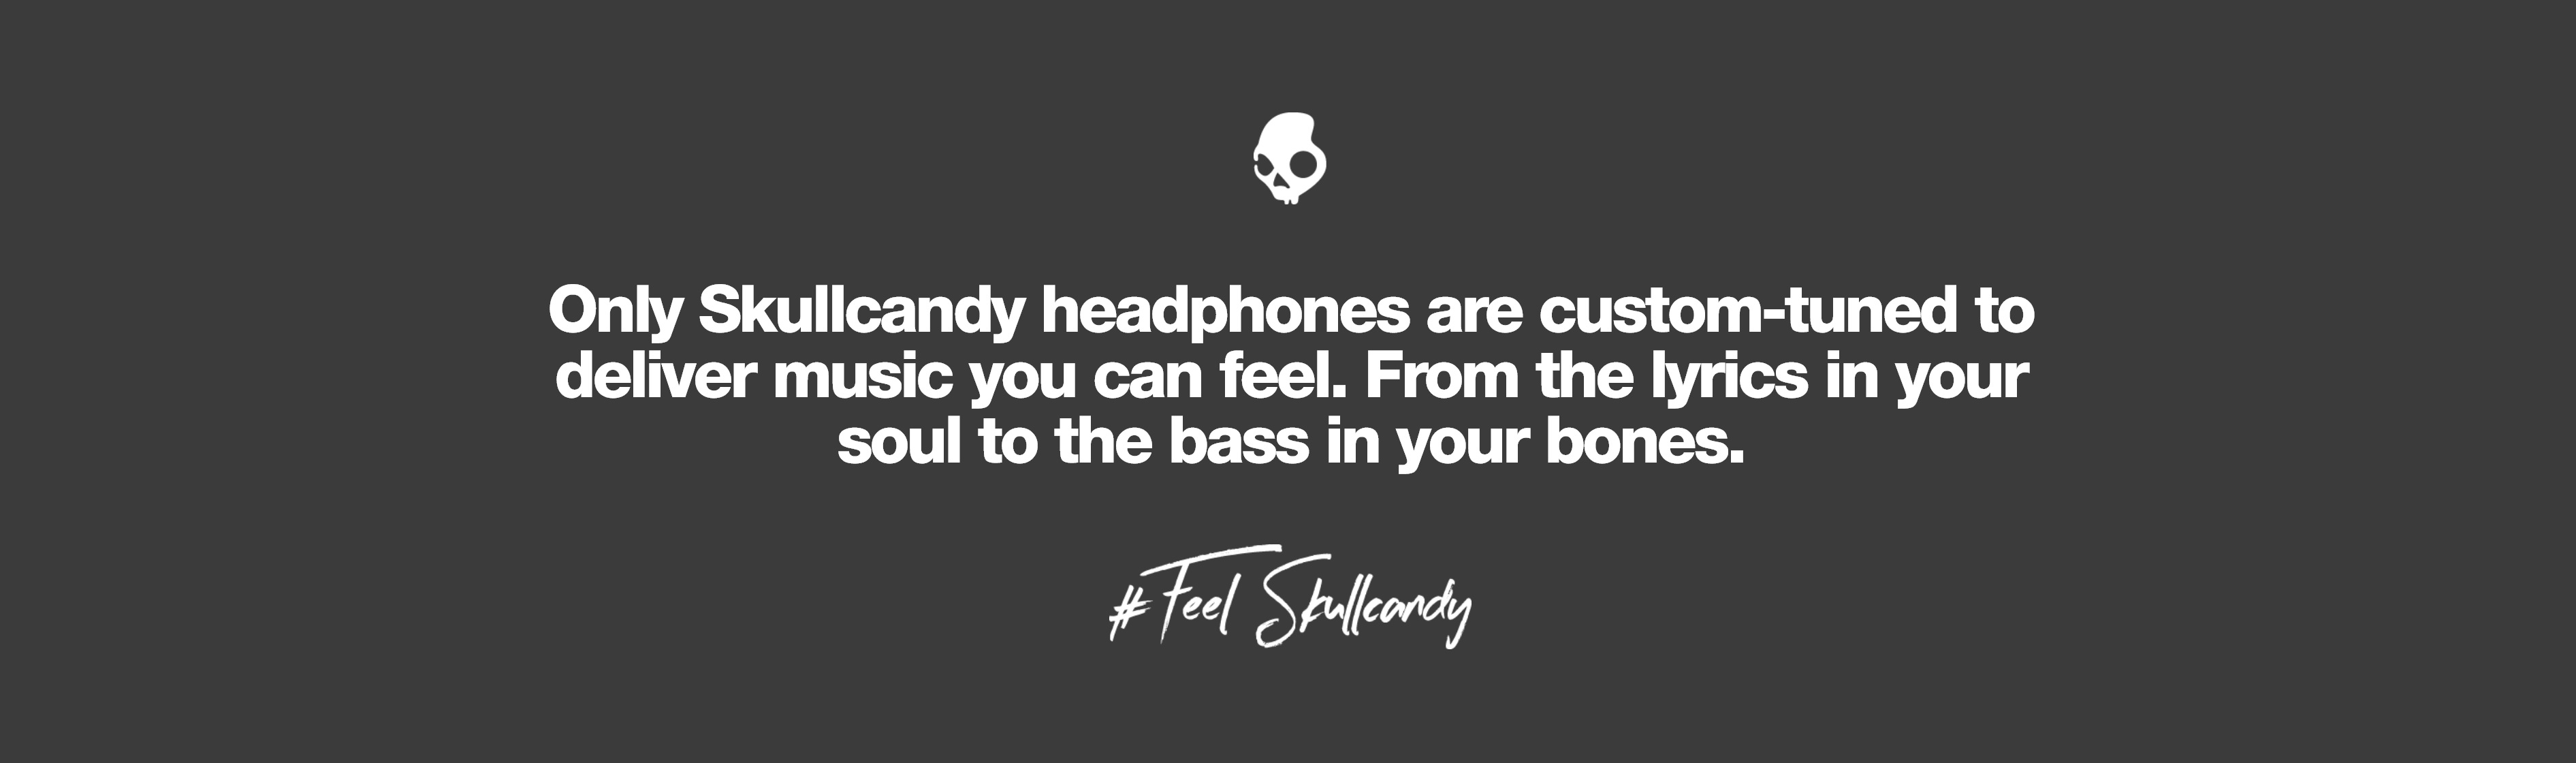 Only Skullcandy headphones are custom-tuned to
deliver music you can feel. From the lyrics in your
soul to the bass in your bones.
#Feel Skullcandy